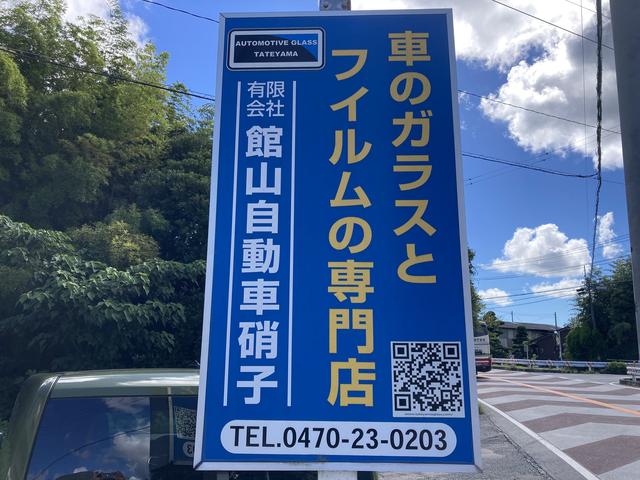 AUTOMOTIVE GLASS
TATEYAMA
車のガラスと
フイルムの専門店
有限
会社
館山自動車硝子
TEL.0470-23-0203